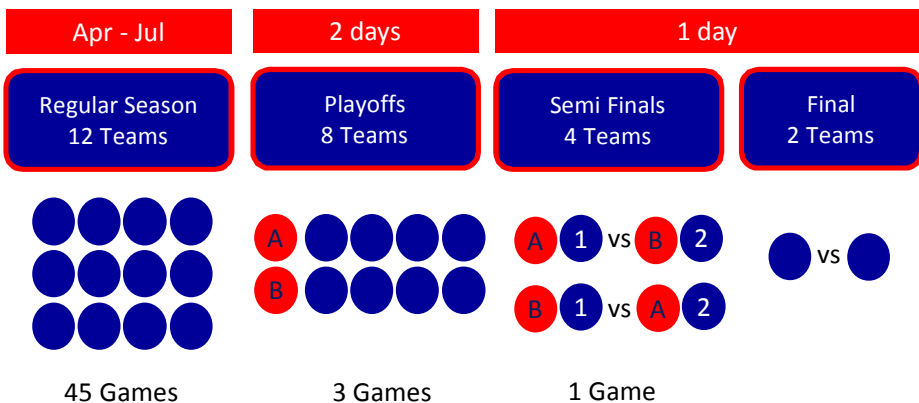 Apr - Jul
2 days
1 day
Regular Season
12 Teams
Playoffs
8 Teams
Semi Finals
4 Teams
Final
2 Teams
A
B
A 1 vs B 2
B 1 vs A 2
vs
45 Games
3 Games
1 Game